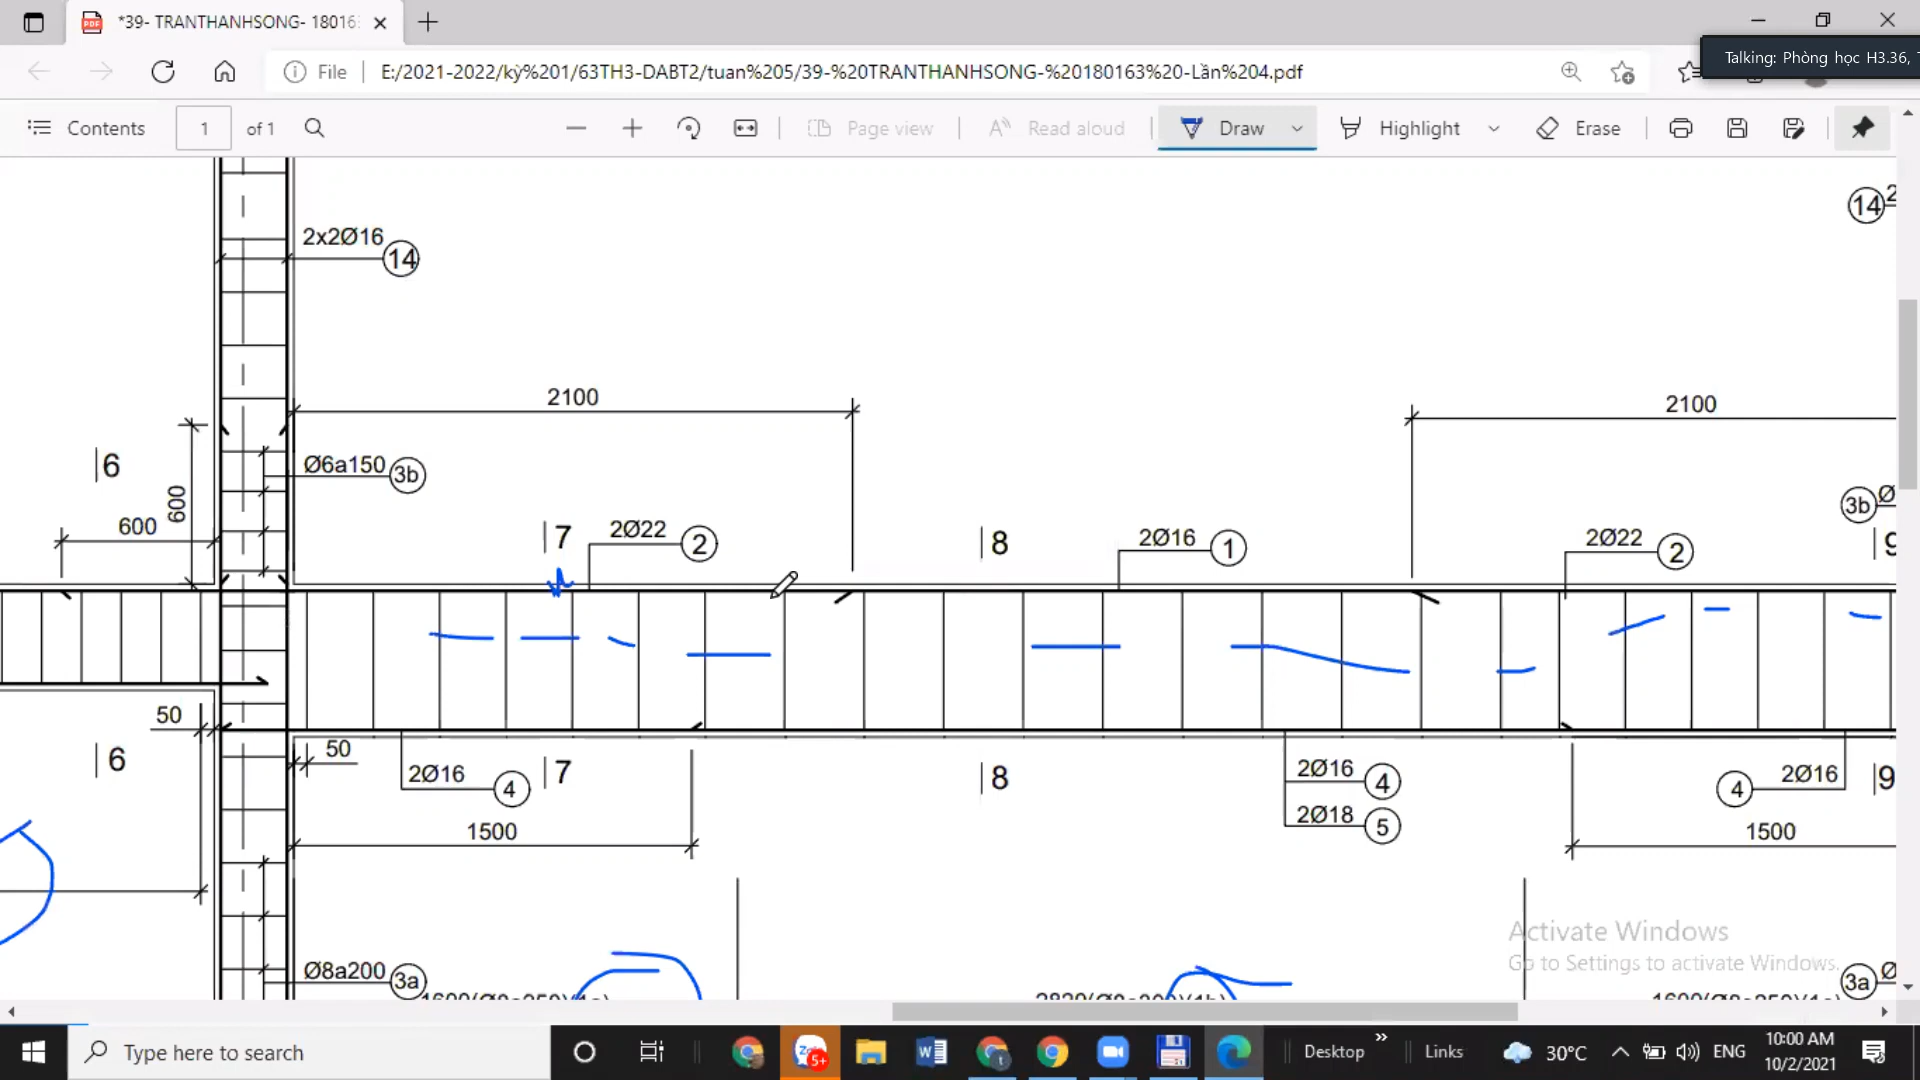 *39- TRANTHANHSONG- 18016
Talking: Phòng học H3.36,
File
E:/2021-2022/kỳ%201/63TH3-DABT2/tuan%205/39-%20TRANTHANHSONG-%20180163%20-Lần%204.pdf
Contents
1
of 1
Page view
Read aloud
Draw
Highlight
Erase
2x2Ø16
14
14
2100
2100
6
Ø6a150
3b
600
600
7
2Ø22
2
8
2Ø16
1
2Ø22
2
3b
Ø
9
50
50
6
2Ø16
4
7
8
2Ø16
4
2Ø18
5
4
2Ø16
9
1500
1500
Activate Windows
Go to Settings to activate Windows.
Ø8a200
3a
3a
Ø
Type here to search
5+
Desktop
Links
30°C
ENG
10:00 AM
10/2/2021